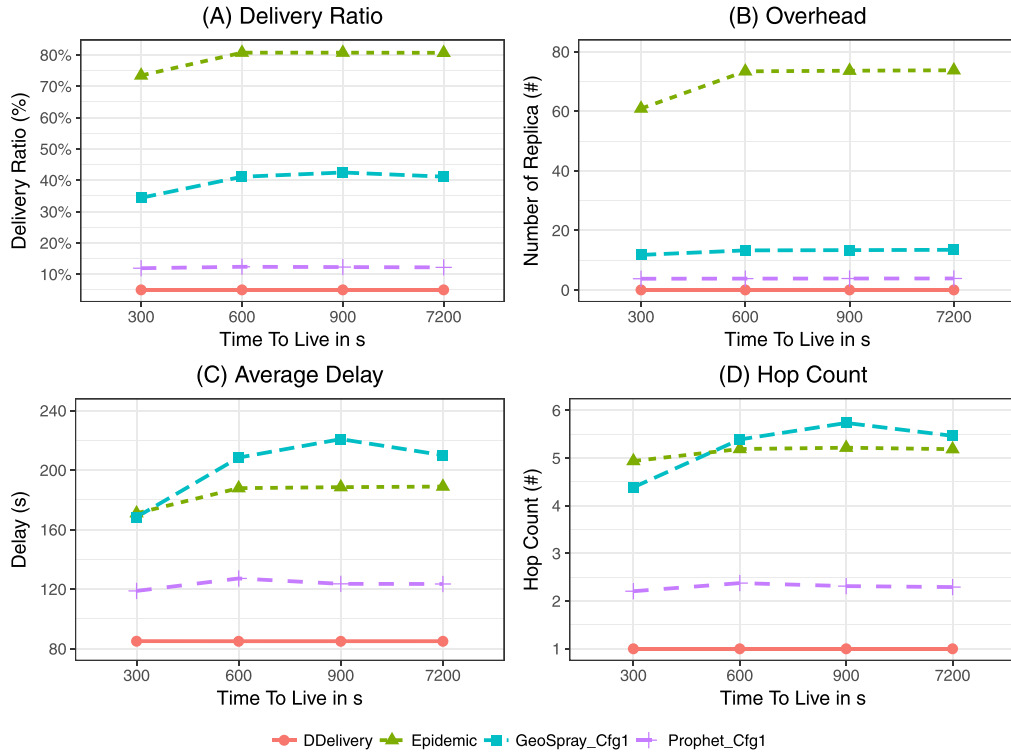 (A) Delivery Ratio
Delivery Ratio (%)
80%
70%
60%
50%
40%
30%
20%
10%
300 600 900 7200
Time To Live in s
(B) Overhead
Number of Replica (#)
80
60
40
20
0
300 600 900 7200
Time To Live in s
(C) Average Delay
Delay (s)
240
200
160
120
80
300 600 900 7200
Time To Live in s
(D) Hop Count
Hop Count (#)
6
5
4
3
2
1
300 600 900 7200
Time To Live in s
DDelivery Epidemic GeoSpray_Cfg1 Prophet_Cfg1